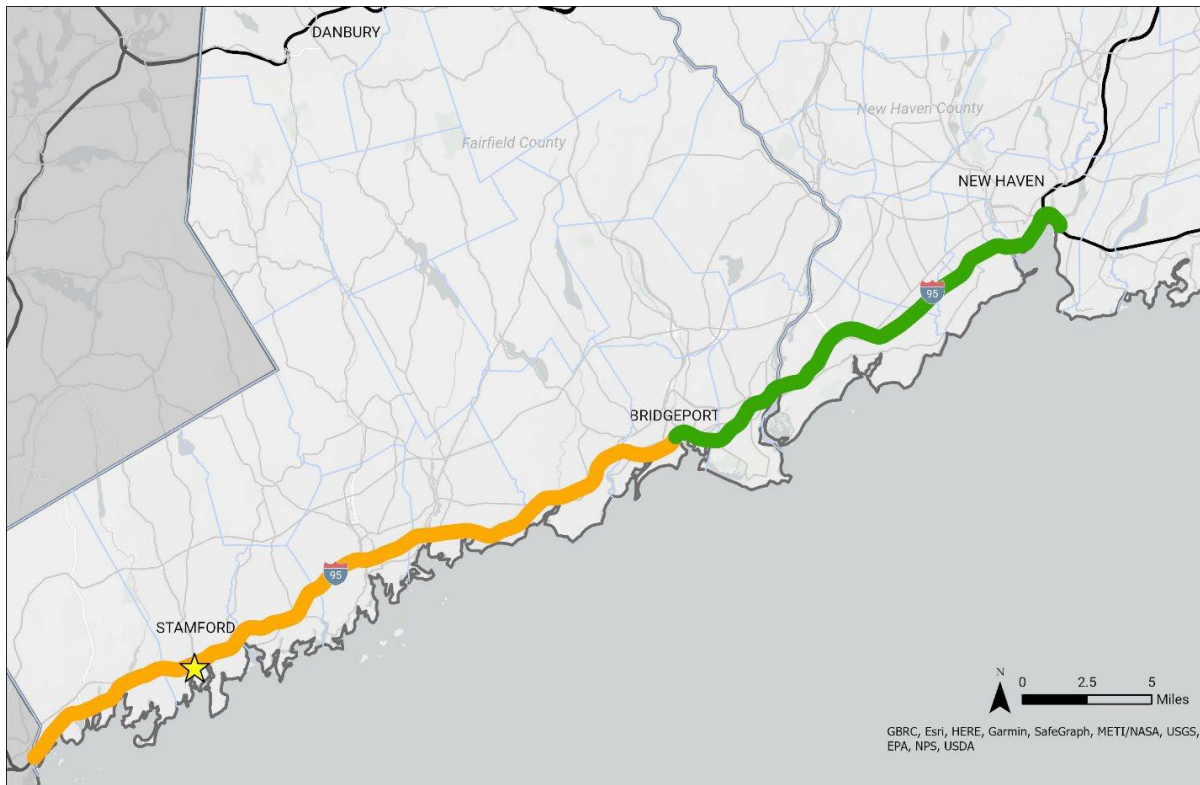 DANBURY
New Haven County
Fairfield County
NEW HAVEN
95
BRIDGEPORT
95
STAMFORD
N
0 2.5 5
Miles
GBRC, Esri, HERE, Garmin, SafeGraph, METI/NASA, USGS,
EPA, NPS, USDA